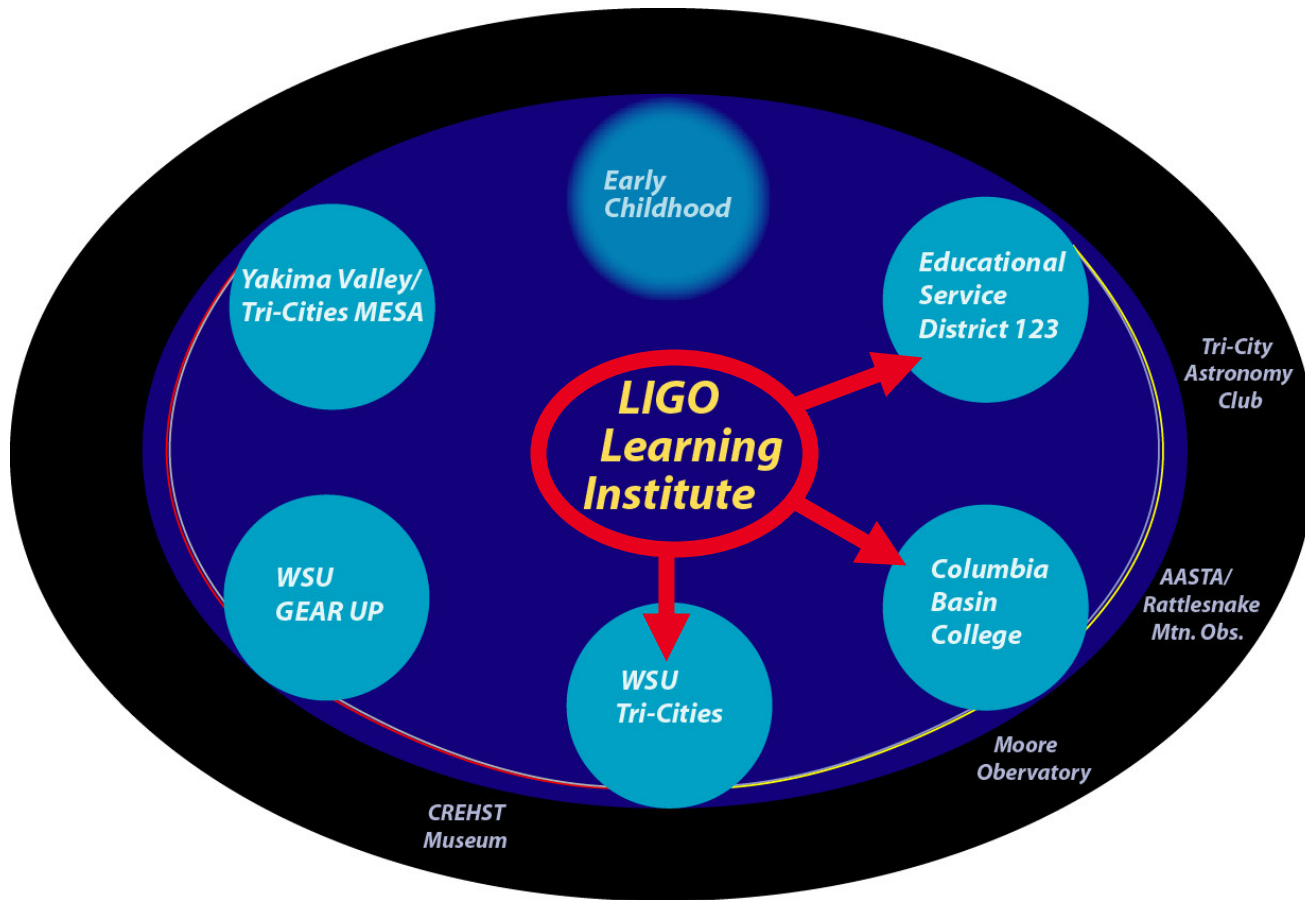 Early
Childhood
Yakima Valley/
Tri-Cities MESA
Educational
Service
District 123
Tri-City
Astronomy
Club
LIGO
Learning
Institute
WSU
GEAR UP
Columbia
Basin
College
AASTA/
Rattlesnake
Mtn. Obs.
WSU
Tri-Cities
Moore
Obervatory
CREHST
Museum